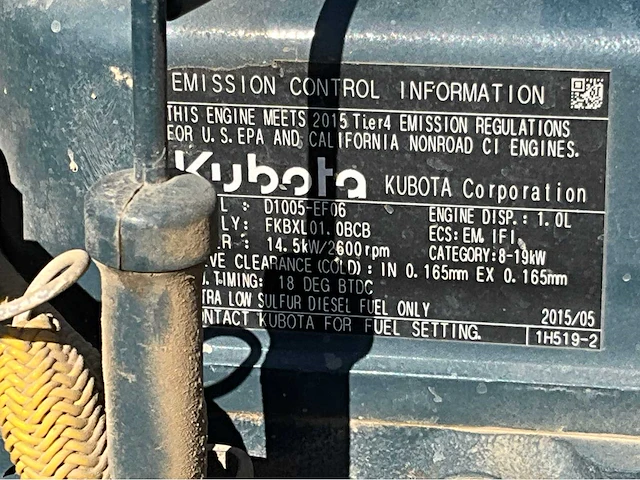 EMISSION CONTROL INFORMATION
THIS ENGINE MEETS 2015 Tier4 EMISSION REGULATIONS
FOR U.S.EPA AND CALIFORNIA NONROAD CI ENGINES.
Kubota KUBOTA Corporation
L : D1005-EF06 ENGINE DISP.: 1.0L
LY: FKBXL01.0BCB ECS:EM,IFI
R : 14.5kW/2600rpm CATEGORY:8-19kW
VE CLEARANCE (COLD) : IN 0.165mm EX 0.165mm
TIMING: 18 DEG BTDC
TRA LOW SULFUR DIESEL FUEL ONLY 2015/05
ONTACT KUBOTA FOR FUEL SETTING. 1H519-2